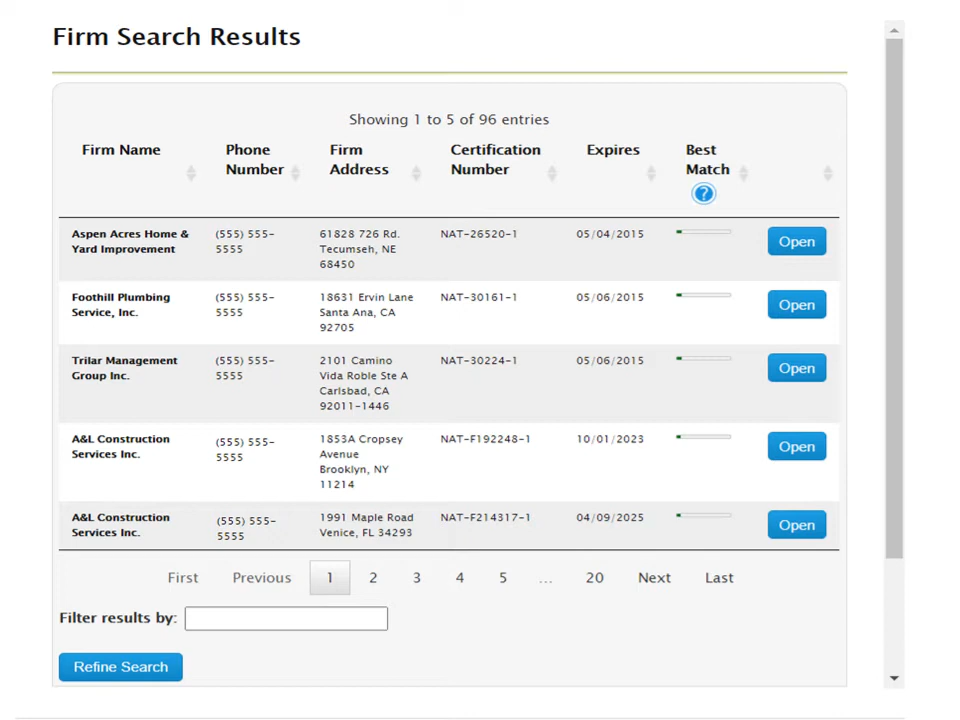 Firm Search Results
Showing 1 to 5 of 96 entries
Firm Name
Phone Number
Firm Address
Certification Number
Expires
Best Match
?
Aspen Acres Home &
Yard Improvement
(555) 555-
5555
61828 726 Rd.
Tecumseh, NE
68450
NAT-26520-1
05/04/2015
Open
Foothill Plumbing
Service, Inc.
(555) 555-
5555
18631 Ervin Lane
Santa Ana, CA
92705
NAT-30161-1
05/06/2015
Open
Trilar Management
Group Inc.
(555) 555-
5555
2101 Camino
Vida Roble Ste A
Carlsbad, CA
92011-1446
NAT-30224-1
05/06/2015
Open
A&L Construction
Services Inc.
(555) 555-
5555
1853A Cropsey
Avenue
Brooklyn, NY
11214
NAT-F192248-1
10/01/2023
Open
A&L Construction
Services Inc.
(555) 555-
5555
1991 Maple Road
Venice, FL 34293
NAT-F214317-1
04/09/2025
Open
First Previous 1 2 3 4 5 ... 20 Next Last
Filter results by:
Refine Search